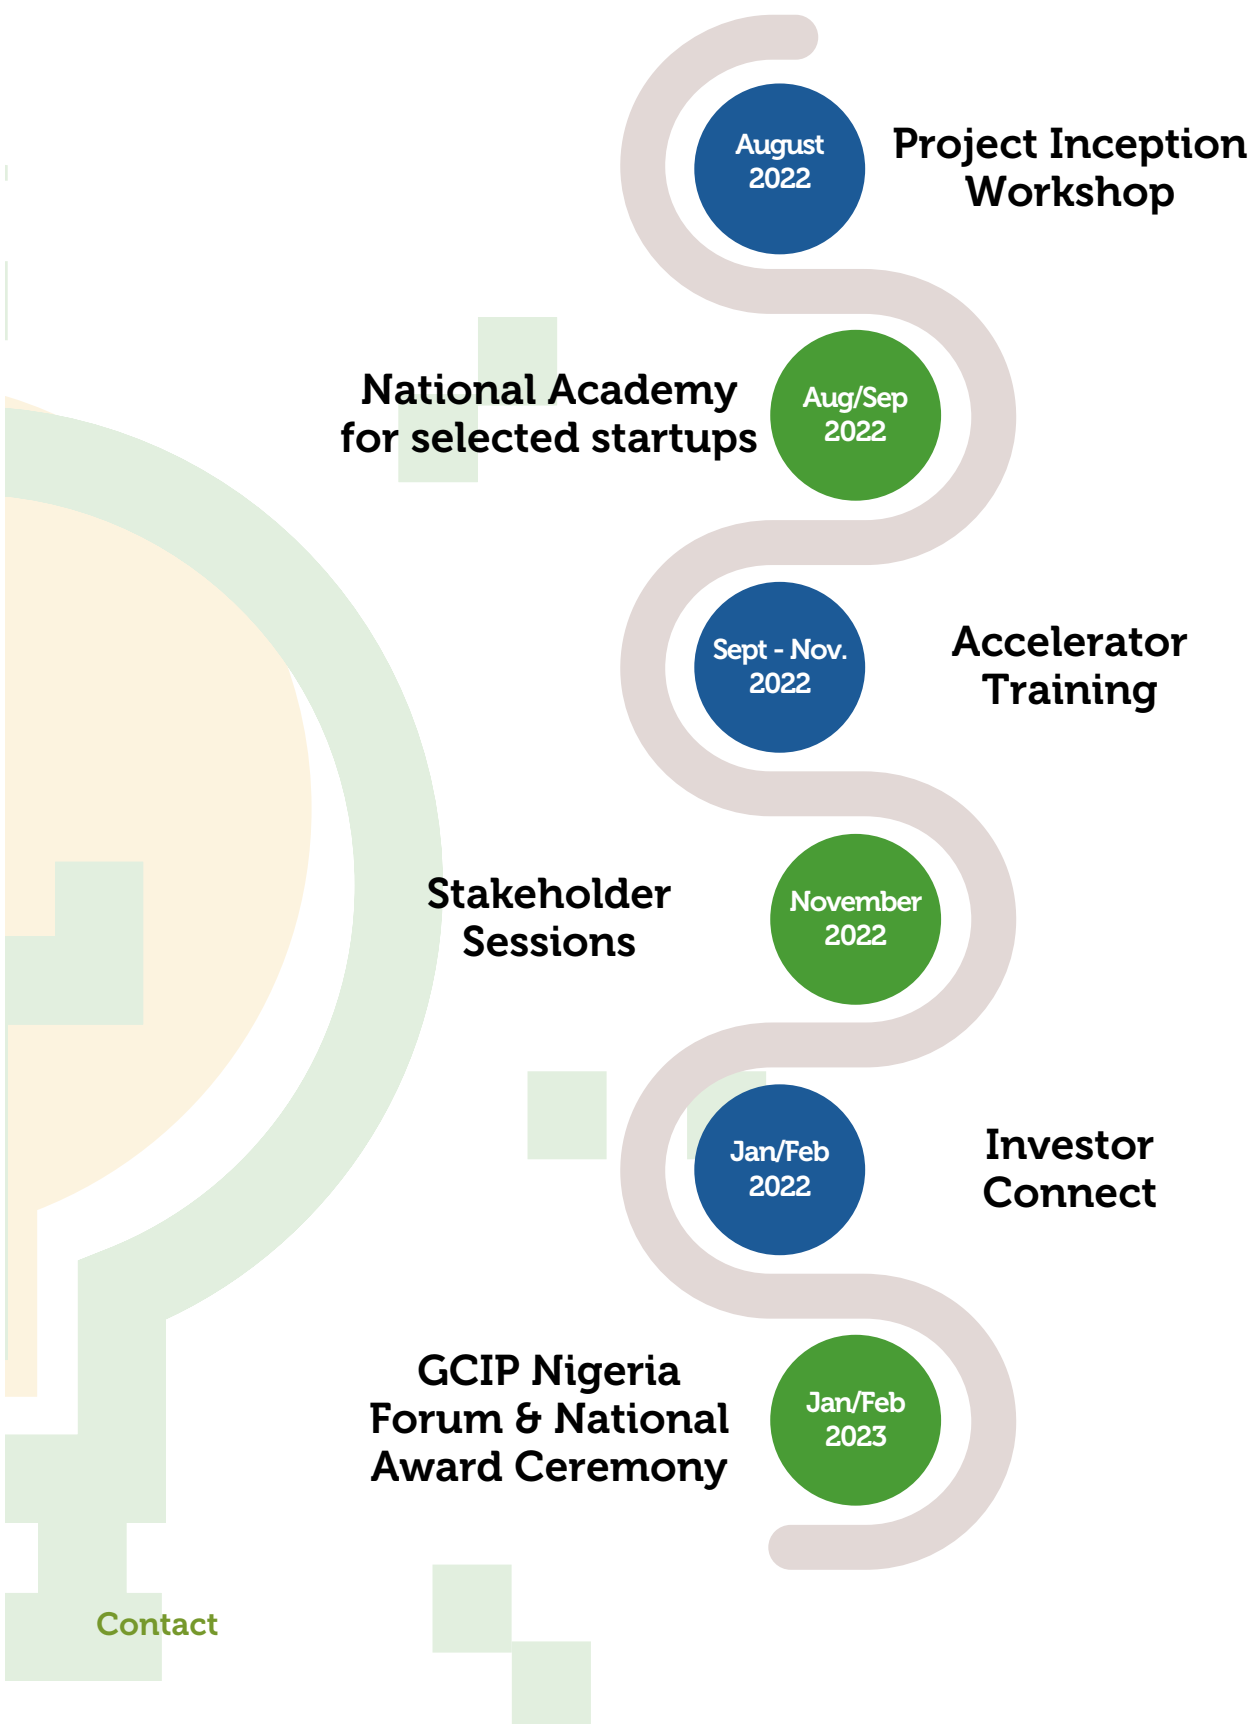 August
2022
Project Inception
Workshop
National Academy
for selected startups
Aug/Sep
2022
Sept - Nov.
2022
Accelerator
Training
Stakeholder
Sessions
November
2022
Jan/Feb
2022
Investor
Connect
GCIP Nigeria
Forum & National
Award Ceremony
Jan/Feb
2023
Contact